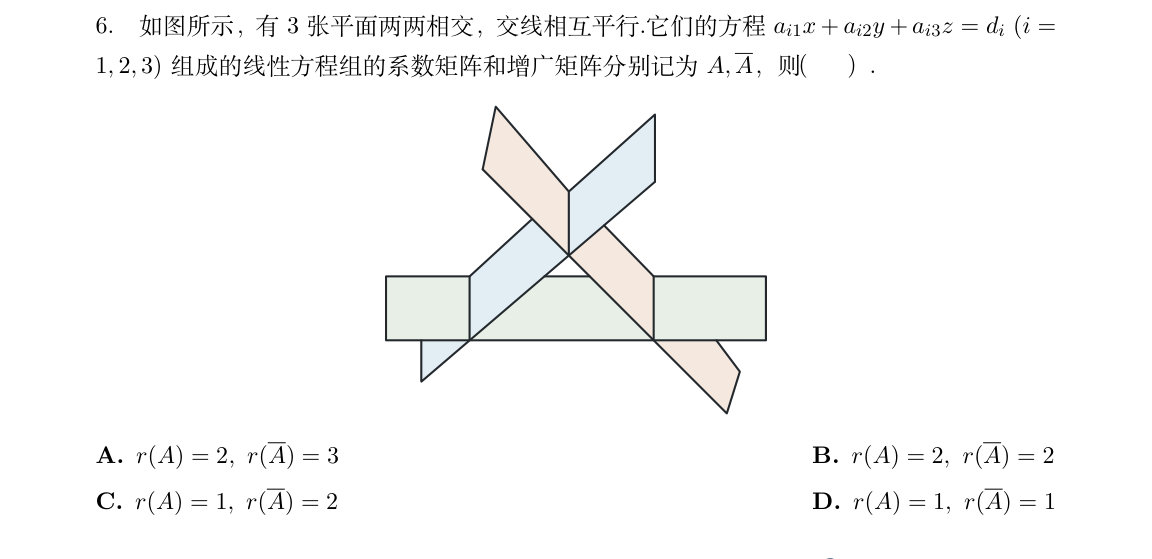 6. 如图所示, 有 3 张平面两两相交, 交线相互平行.它们的方程 $a_{i1}x + a_{i2}y + a_{i3}z = d_i$ $(i =$
$1, 2, 3)$ 组成的线性方程组的系数矩阵和增广矩阵分别记为 $A, \overline{A}$, 则( ) .
A. $r(A) = 2$, $r(\overline{A}) = 3$
B. $r(A) = 2$, $r(\overline{A}) = 2$
C. $r(A) = 1$, $r(\overline{A}) = 2$
D. $r(A) = 1$, $r(\overline{A}) = 1$